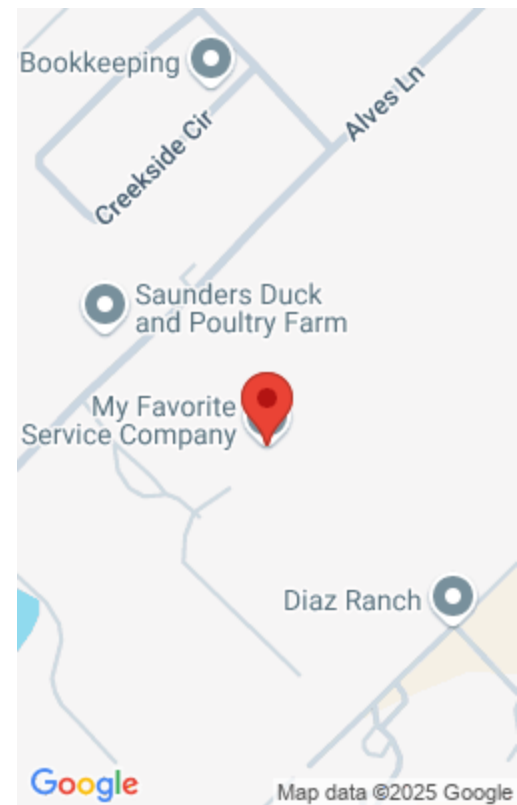 Bookkeeping
Creekside Cir
Alves Ln
Saunders Duck
and Poultry Farm
My Favorite
Service Company
Diaz Ranch
Google
Map data ©2025 Google